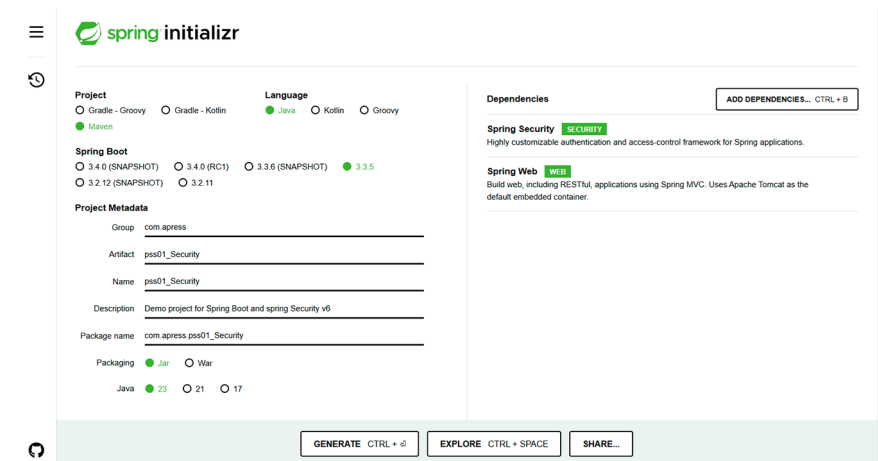 spring initializr
Project
Gradle - Groovy Gradle - Kotlin
Maven
Language
Java Kotlin Groovy
Spring Boot
3.4.0 (SNAPSHOT) 3.4.0 (RC1) 3.3.6 (SNAPSHOT) 3.3.5
3.2.12 (SNAPSHOT) 3.2.11
Project Metadata
Group com.apress
Artifact pss01_Security
Name pss01_Security
Description Demo project for Spring Boot and spring Security v6
Package name com.apress.pss01_Security
Packaging Jar War
Java 23 21 17
Dependencies ADD DEPENDENCIES... CTRL + B
Spring Security SECURITY
Highly customizable authentication and access-control framework for Spring applications.
Spring Web WEB
Build web, including RESTful, applications using Spring MVC. Uses Apache Tomcat as the
default embedded container.
GENERATE CTRL + ⏎ EXPLORE CTRL + SPACE SHARE...